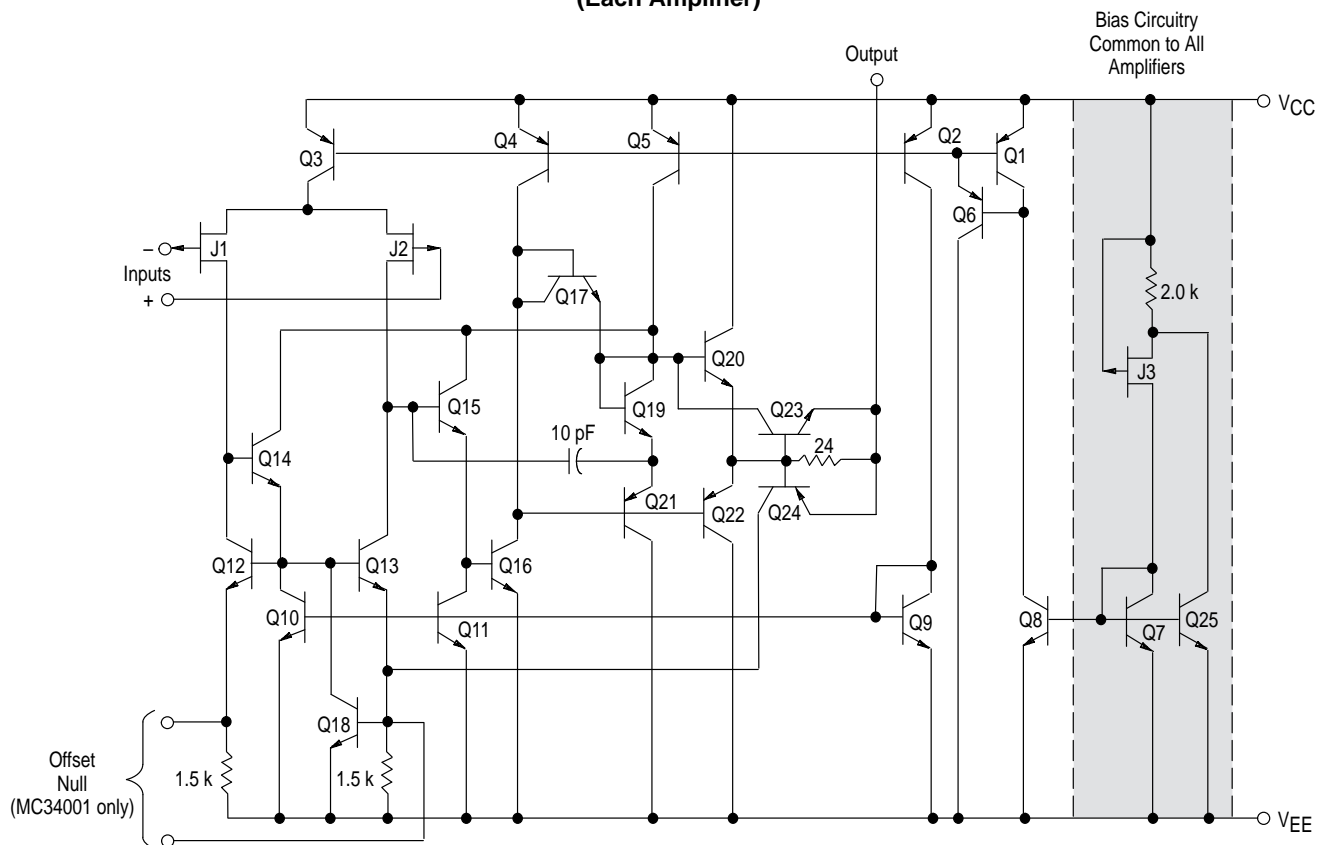 (Each Amplifier)
Bias Circuitry
Common to All
Amplifiers
Output
VCC
Q3
Q4
Q5
Q2
Q1
Q6
J1
J2
–
Inputs
+
Q17
2.0 k
Q20
J3
Q15
Q19
Q23
10 pF
24
Q14
Q21
Q22
Q24
Q12
Q13
Q16
Q10
Q11
Q9
Q8
Q7
Q25
Q18
Offset
Null
(MC34001 only)
1.5 k
1.5 k
VEE